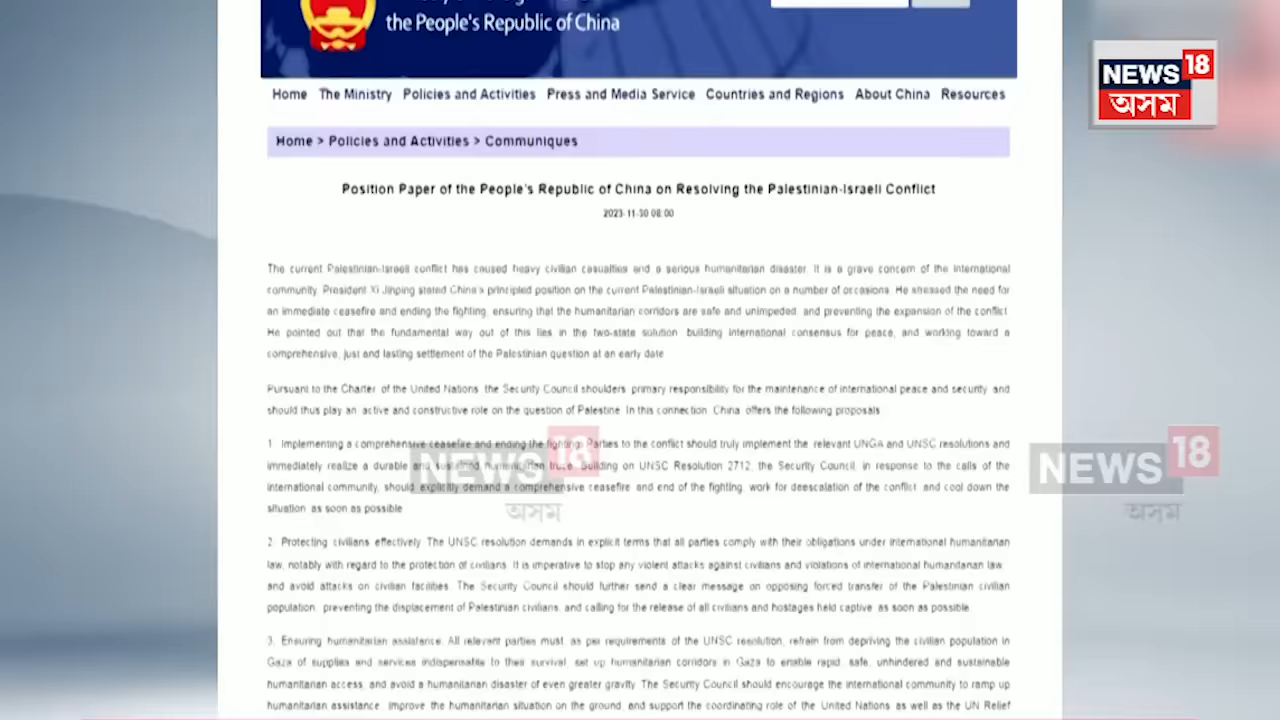 the People's Republic of China
NEWS 18
অসম
Home The Ministry Policies and Activities Press and Media Service Countries and Regions About China Resources
Home > Policies and Activities > Communiques
Position Paper of the People's Republic of China on Resolving the Palestinian-Israeli Conflict
2023-11-30 08:00
The current Palestinian-Israeli conflict has caused heavy civilian casualties and a serious humanitarian disaster. It is a grave concern of the international
community. President Xi Jinping stated China's principled position on the current Palestinian-Israeli situation on a number of occasions. He stressed the need for
an immediate ceasefire and ending the fighting, ensuring that the humanitarian corridors are safe and unimpeded, and preventing the expansion of the conflict.
He pointed out that the fundamental way out of this lies in the two-state solution, building international consensus for peace, and working toward a
comprehensive, just and lasting settlement of the Palestinian question at an early date.
Pursuant to the Charter of the United Nations, the Security Council shoulders primary responsibility for the maintenance of international peace and security, and
should thus play an active and constructive role on the question of Palestine. In this connection, China offers the following proposals:
1. Implementing a comprehensive ceasefire and ending the fighting. Parties to the conflict should truly implement the relevant UNGA and UNSC resolutions and
immediately realize a durable and sustained humanitarian truce. Building on UNSC Resolution 2712, the Security Council, in response to the calls of the
international community, should explicitly demand a comprehensive ceasefire and end of the fighting, work for deescalation of the conflict, and cool down the
situation as soon as possible.
NEWS 18
অসম
NEWS 18
অসম
2. Protecting civilians effectively. The UNSC resolution demands in explicit terms that all parties comply with their obligations under international humanitarian
law, notably with regard to the protection of civilians. It is imperative to stop any violent attacks against civilians and violations of international humanitarian law,
and avoid attacks on civilian facilities. The Security Council should further send a clear message on opposing forced transfer of the Palestinian civilian
population, preventing the displacement of Palestinian civilians, and calling for the release of all civilians and hostages held captive as soon as possible.
3. Ensuring humanitarian assistance. All relevant parties must, as per requirements of the UNSC resolution, refrain from depriving the civilian population in
Gaza of supplies and services indispensable to their survival, set up humanitarian corridors in Gaza to enable rapid, safe, unhindered and sustainable
humanitarian access, and avoid a humanitarian disaster of even greater gravity. The Security Council should encourage the international community to ramp up
humanitarian assistance, improve the humanitarian situation on the ground, and support the coordinating role of the United Nations as well as the UN Relief